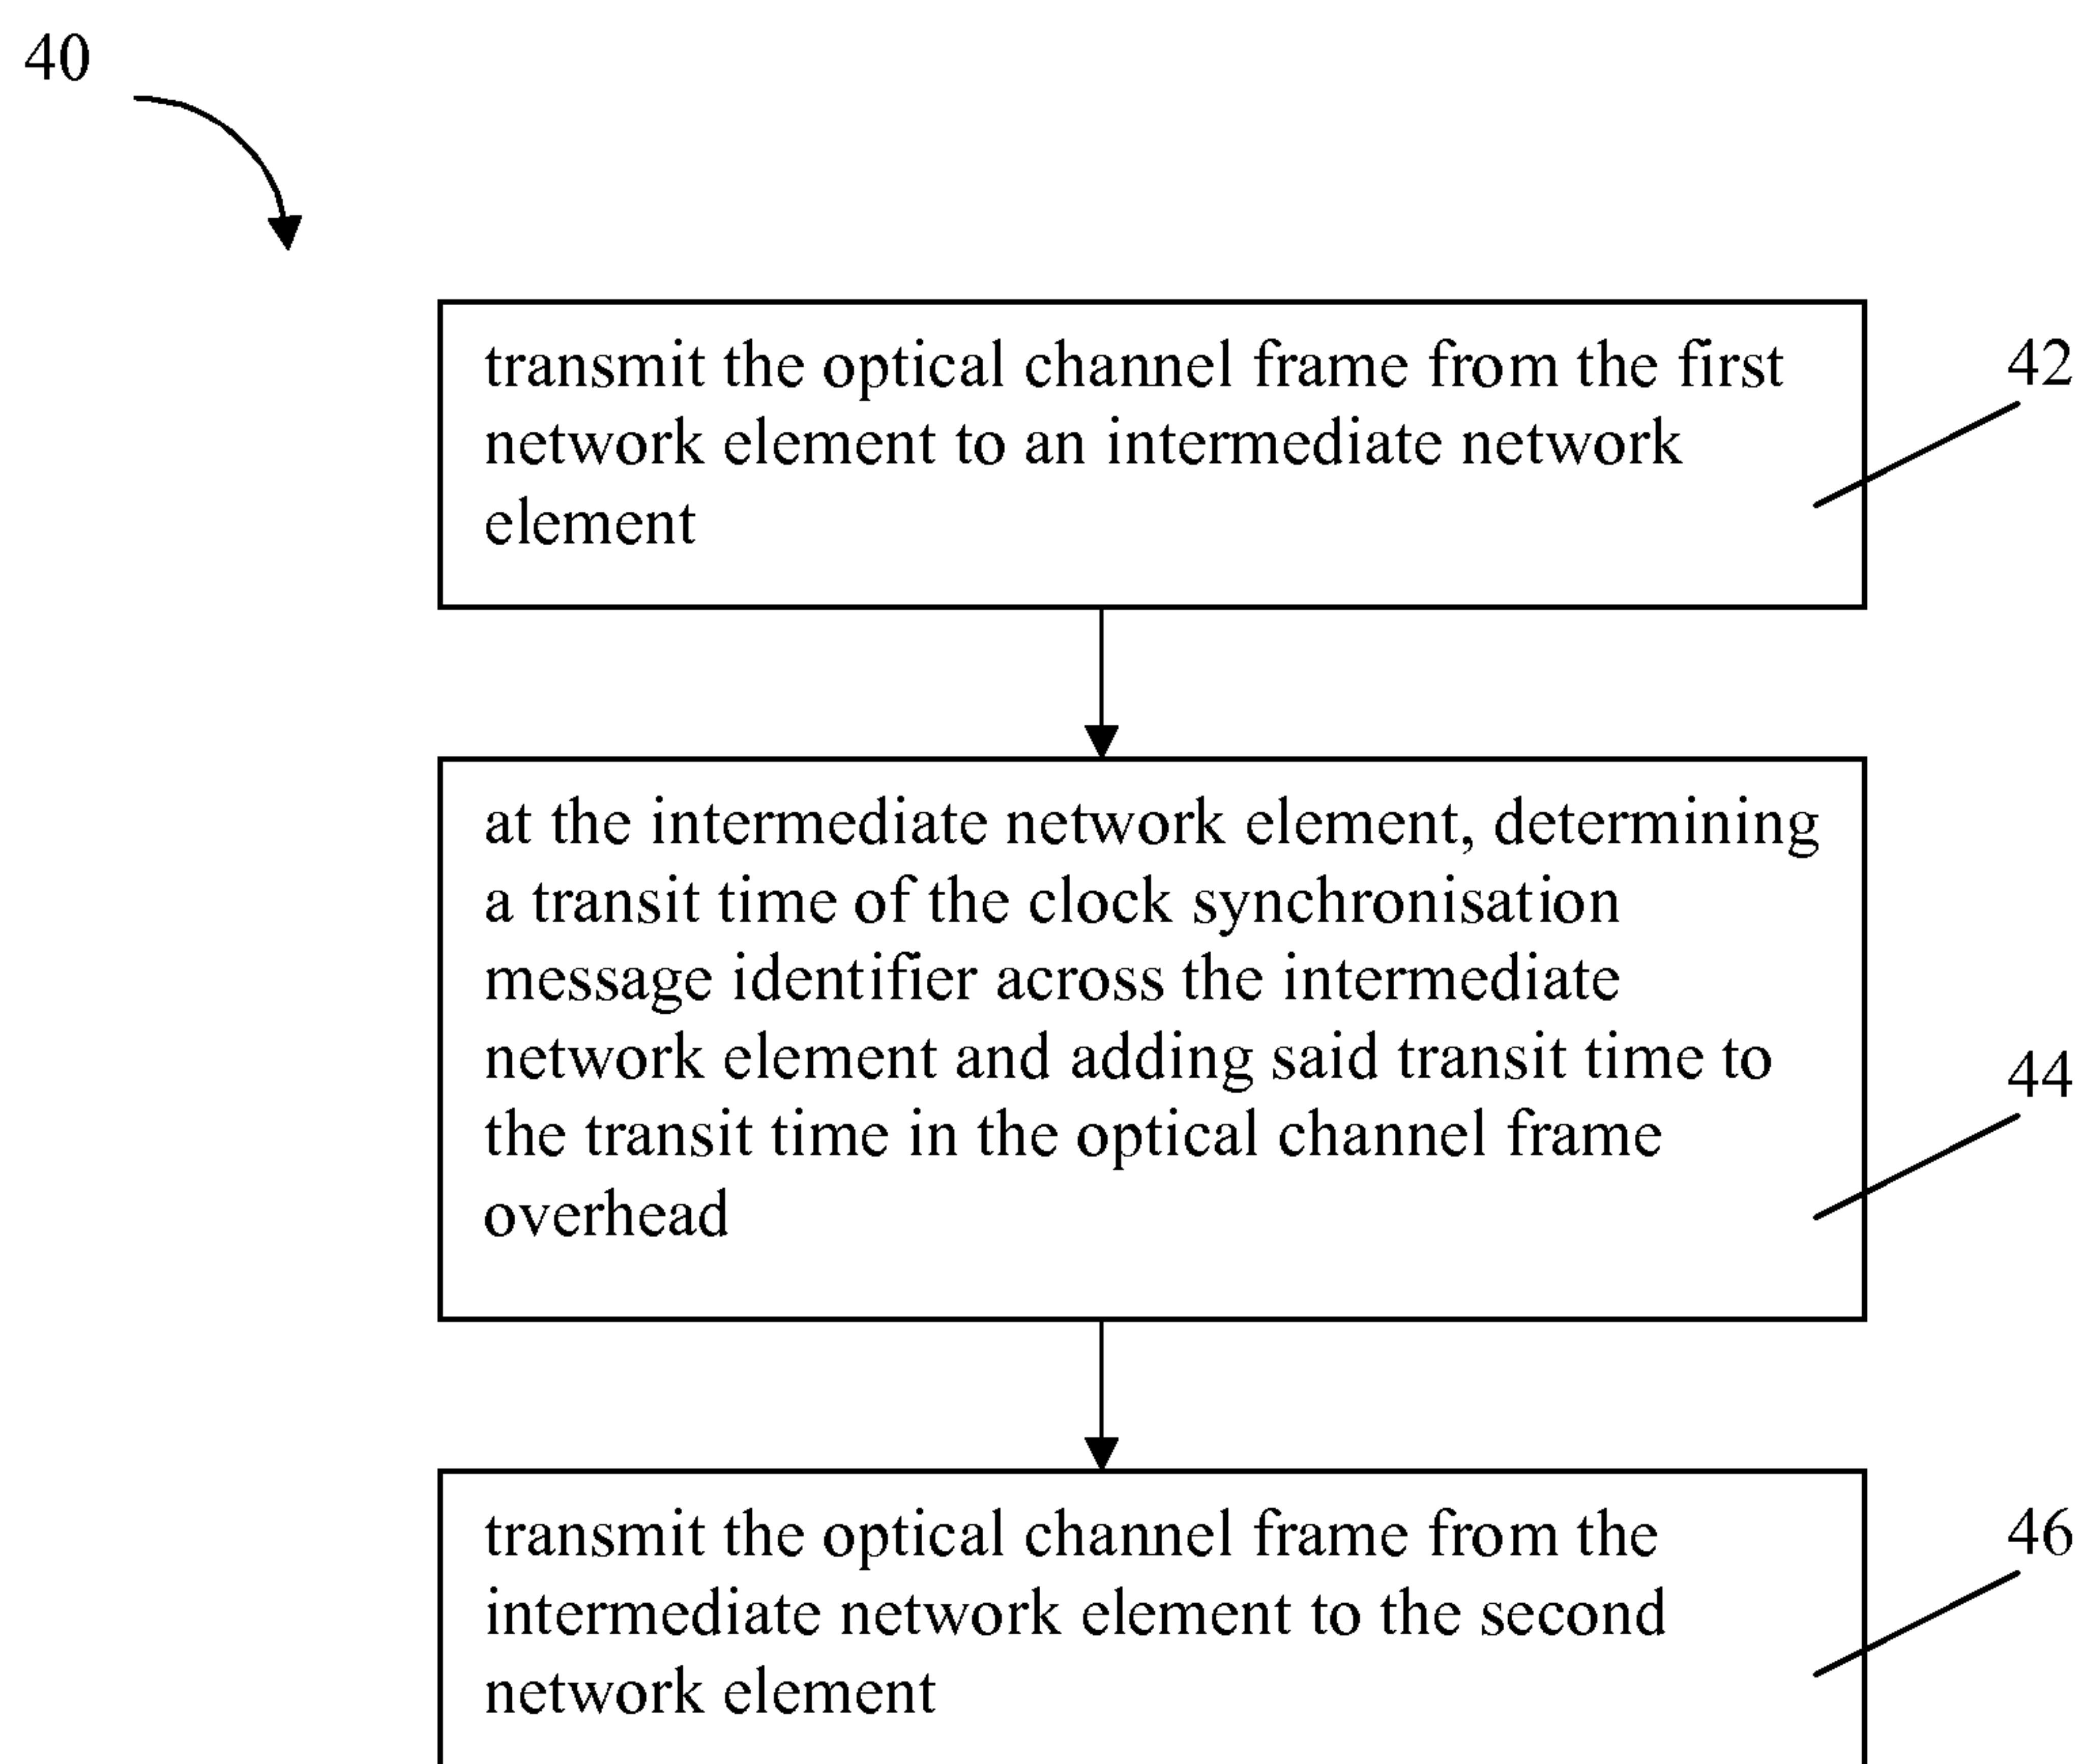 40
transmit the optical channel frame from the first
network element to an intermediate network
element
42
at the intermediate network element, determining
a transit time of the clock synchronisation
message identifier across the intermediate
network element and adding said transit time to
the transit time in the optical channel frame
overhead
44
transmit the optical channel frame from the
intermediate network element to the second
network element
46